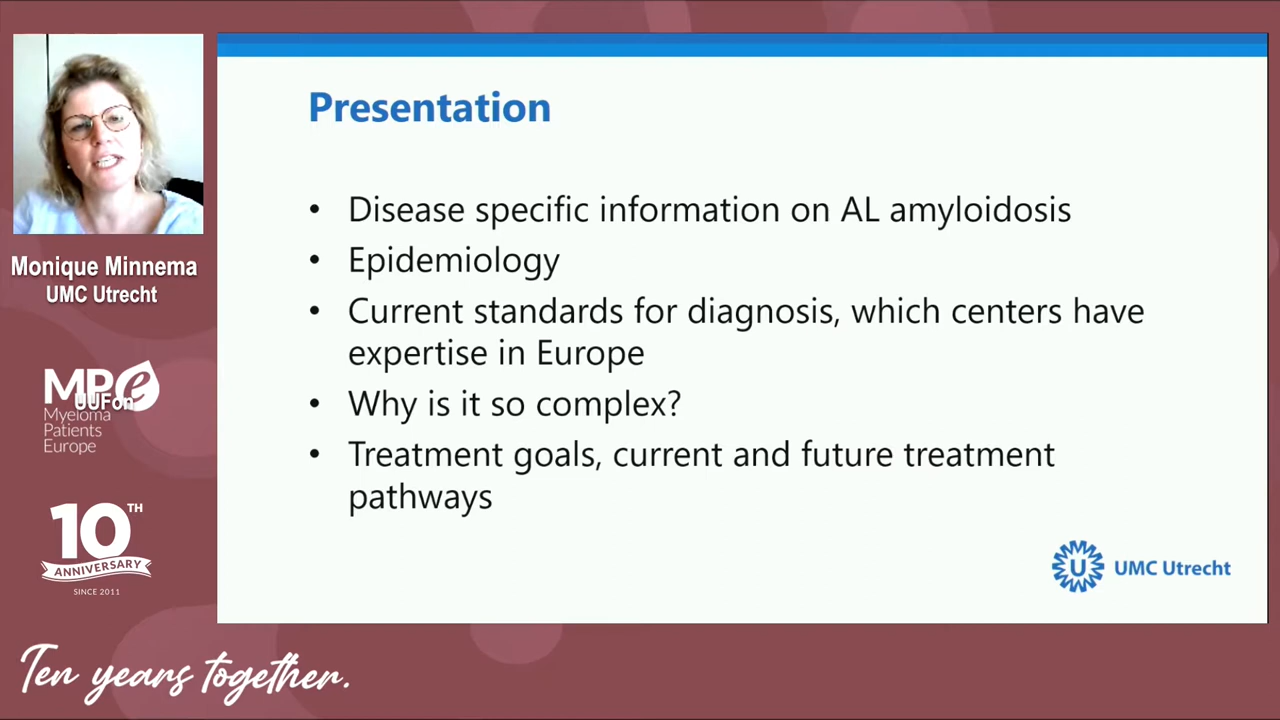 Monique Minnema
UMC Utrecht
MPe
UUFon
Myeloma
Patients
Europe
10TH
ANNIVERSARY
SINCE 2011
Ten years together.
Presentation
• Disease specific information on AL amyloidosis
• Epidemiology
• Current standards for diagnosis, which centers have
expertise in Europe
• Why is it so complex?
• Treatment goals, current and future treatment
pathways
U
UMC Utrecht